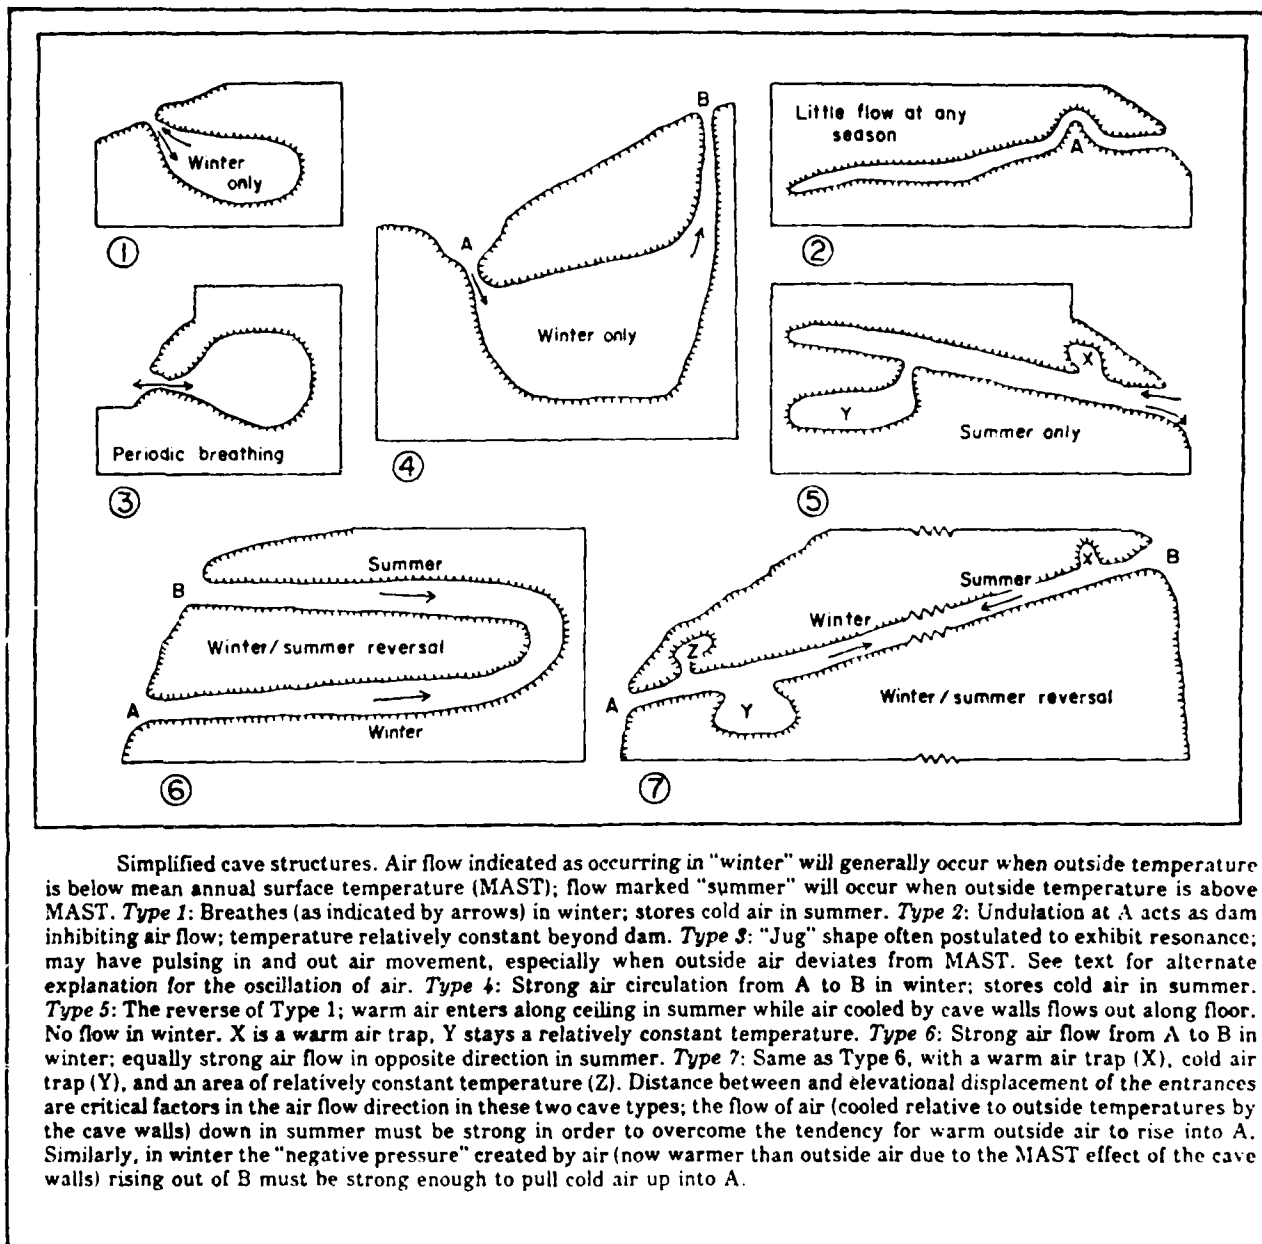 Winter
only
①
A
B
Winter only
④
Little flow at any
season
A
②
Periodic breathing
③
X
Y
Summer only
⑤
Summer
B
Winter/summer reversal
A
Winter
⑥
X
B
Summer
Winter
Z
A
Y
Winter/summer reversal
⑦
Simplified cave structures. Air flow indicated as occurring in "winter" will generally occur when outside temperature
is below mean annual surface temperature (MAST); flow marked "summer" will occur when outside temperature is above
MAST. Type 1: Breathes (as indicated by arrows) in winter; stores cold air in summer. Type 2: Undulation at A acts as dam
inhibiting air flow; temperature relatively constant beyond dam. Type 3: "Jug" shape often postulated to exhibit resonance;
may have pulsing in and out air movement, especially when outside air deviates from MAST. See text for alternate
explanation for the oscillation of air. Type 4: Strong air circulation from A to B in winter; stores cold air in summer.
Type 5: The reverse of Type 1; warm air enters along ceiling in summer while air cooled by cave walls flows out along floor.
No flow in winter. X is a warm air trap, Y stays a relatively constant temperature. Type 6: Strong air flow from A to B in
winter; equally strong air flow in opposite direction in summer. Type 7: Same as Type 6, with a warm air trap (X), cold air
trap (Y), and an area of relatively constant temperature (Z). Distance between and elevational displacement of the entrances
are critical factors in the air flow direction in these two cave types; the flow of air (cooled relative to outside temperatures by
the cave walls) down in summer must be strong in order to overcome the tendency for warm outside air to rise into A.
Similarly, in winter the "negative pressure" created by air (now warmer than outside air due to the MAST effect of the cave
walls) rising out of B must be strong enough to pull cold air up into A.